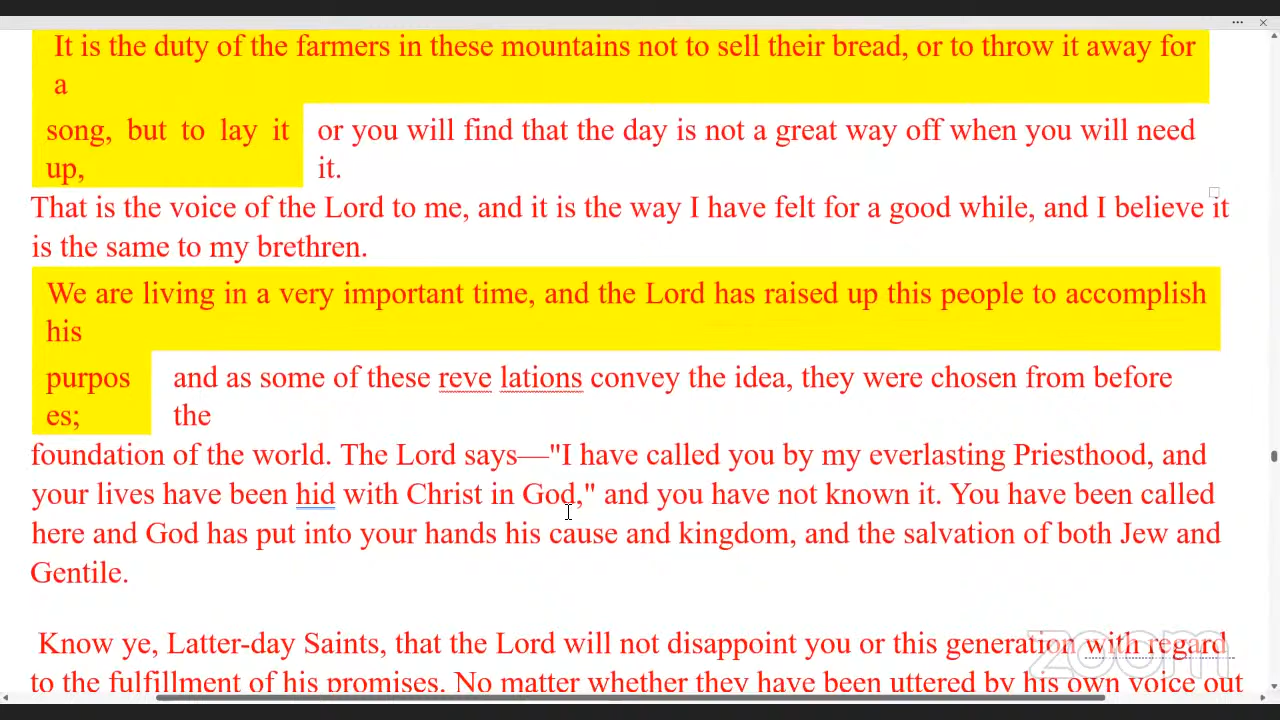 It is the duty of the farmers in these mountains not to sell their bread, or to throw it away for
a
song, but to lay it or you will find that the day is not a great way off when you will need
up, it.
That is the voice of the Lord to me, and it is the way I have felt for a good while, and I believe it
is the same to my brethren.
We are living in a very important time, and the Lord has raised up this people to accomplish
his
purpos and as some of these reve lations convey the idea, they were chosen from before
es; the
foundation of the world. The Lord says—"I have called you by my everlasting Priesthood, and
your lives have been hid with Christ in God," and you have not known it. You have been called
here and God has put into your hands his cause and kingdom, and the salvation of both Jew and
Gentile.
Know ye, Latter-day Saints, that the Lord will not disappoint you or this generation with regard
to the fulfillment of his promises. No matter whether they have been uttered by his own voice out
zoom